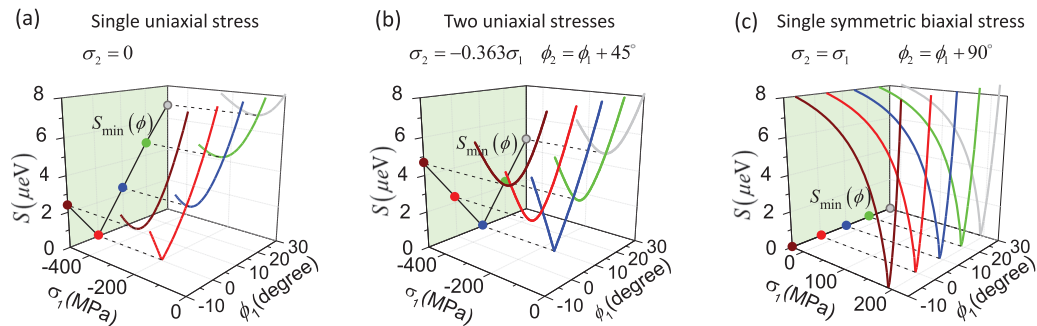 (a) Single uniaxial stress
σ₂ = 0
8
6
4
2
0
S(μeV)
S_min(ϕ)
-400
-200
0
σ₁(MPa)
-10
0
10
20
30
ϕ₁(degree)
(b) Two uniaxial stresses
σ₂ = −0.363σ₁ ϕ₂ = ϕ₁ + 45°
8
6
4
2
0
S(μeV)
S_min(ϕ)
-400
-200
0
σ₁(MPa)
-10
0
10
20
30
ϕ₁(degree)
(c) Single symmetric biaxial stress
σ₂ = σ₁ ϕ₂ = ϕ₁ + 90°
8
6
4
2
0
S(μeV)
S_min(ϕ)
0
100
200
σ₁(MPa)
-10
0
10
20
30
ϕ₁(degree)